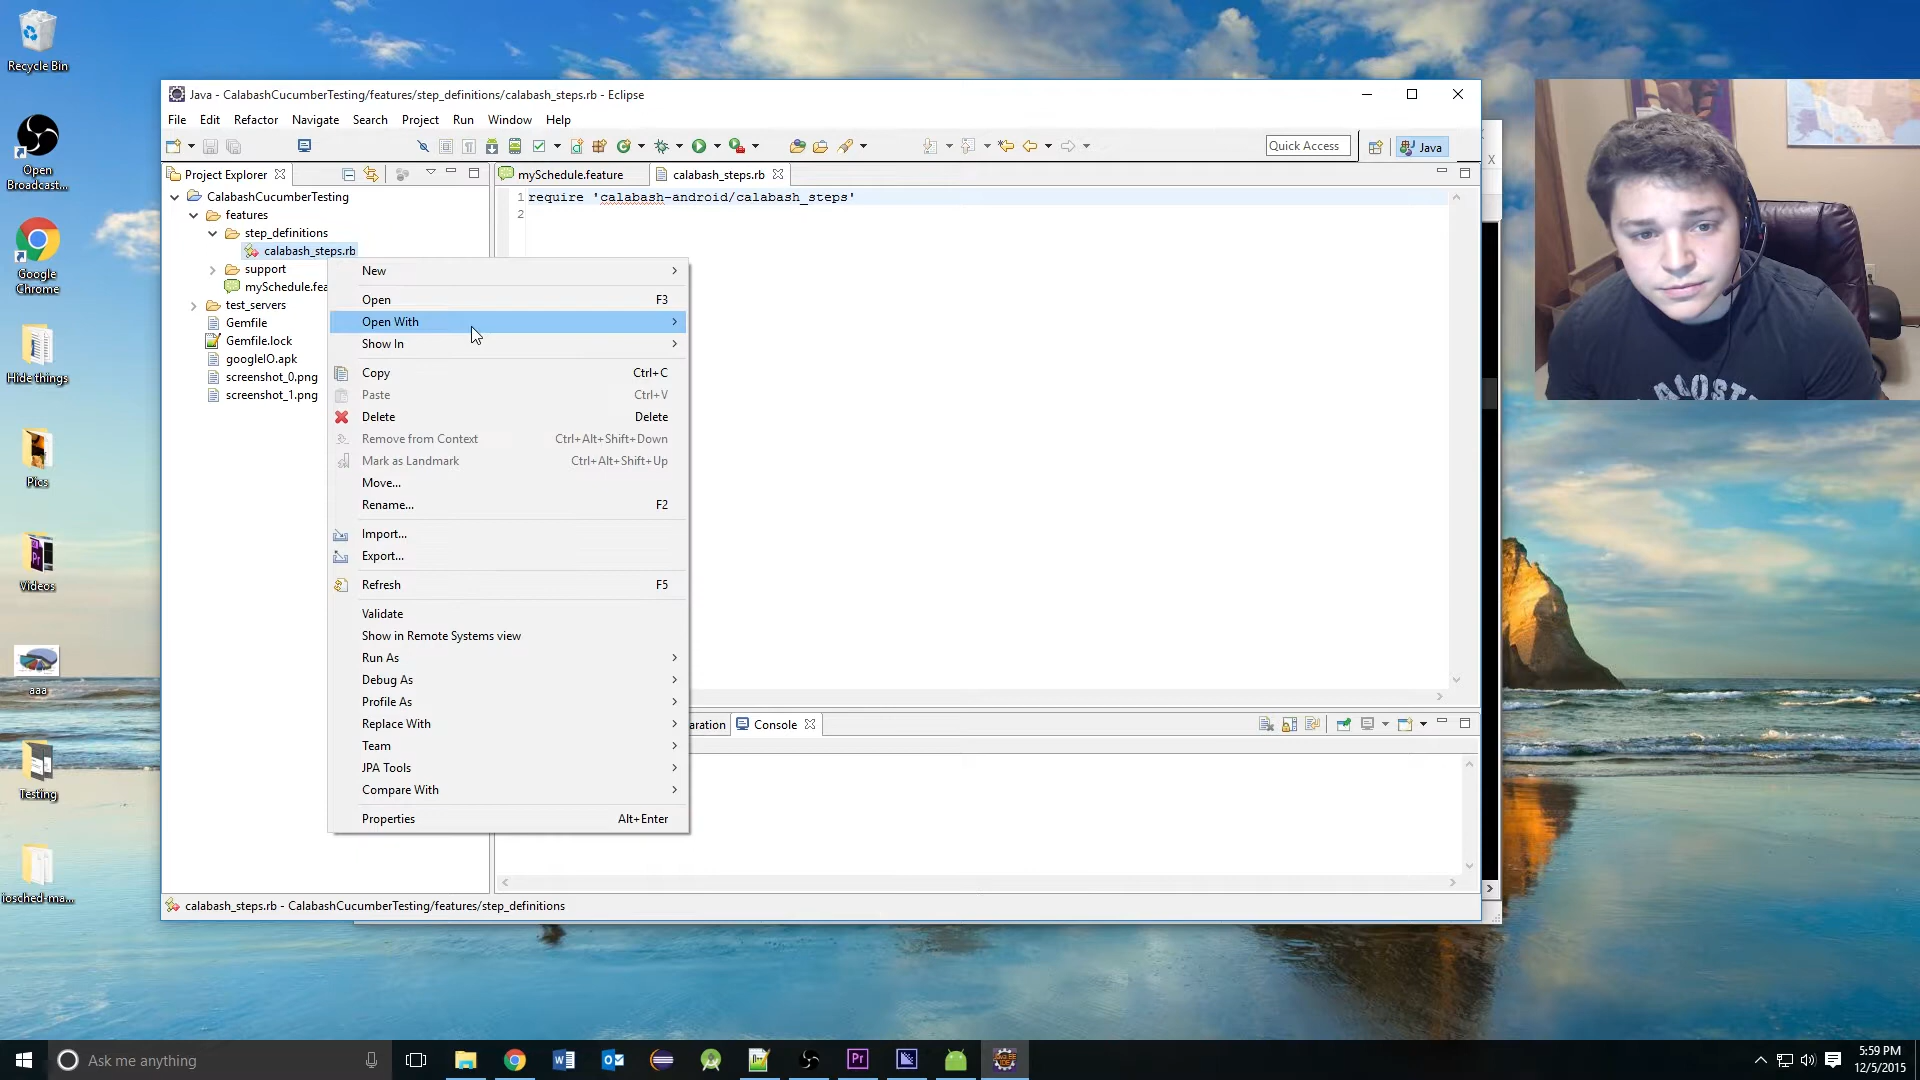 Recycle Bin
Open
Broadcast...
Google
Chrome
Hide things
Pics
Videos
aaa
Testing
iosched-ma...
Java - CalabashCucumberTesting/features/step_definitions/calabash_steps.rb - Eclipse
File Edit Refactor Navigate Search Project Run Window Help
Quick Access
Java
Project Explorer
mySchedule.feature
calabash_steps.rb
CalabashCucumberTesting
features
step_definitions
calabash_steps.rb
support
mySchedule.fea
test_servers
Gemfile
Gemfile.lock
googleIO.apk
screenshot_0.png
screenshot_1.png
1 require 'calabash-android/calabash_steps'
2
New
Open F3
Open With
Show In
Copy Ctrl+C
Paste Ctrl+V
Delete Delete
Remove from Context Ctrl+Alt+Shift+Down
Mark as Landmark Ctrl+Alt+Shift+Up
Move...
Rename... F2
Import...
Export...
Refresh F5
Validate
Show in Remote Systems view
Run As
Debug As
Profile As
Replace With
Team
JPA Tools
Compare With
Properties Alt+Enter
aration
Console
calabash_steps.rb - CalabashCucumberTesting/features/step_definitions
Ask me anything
5:59 PM
12/5/2015